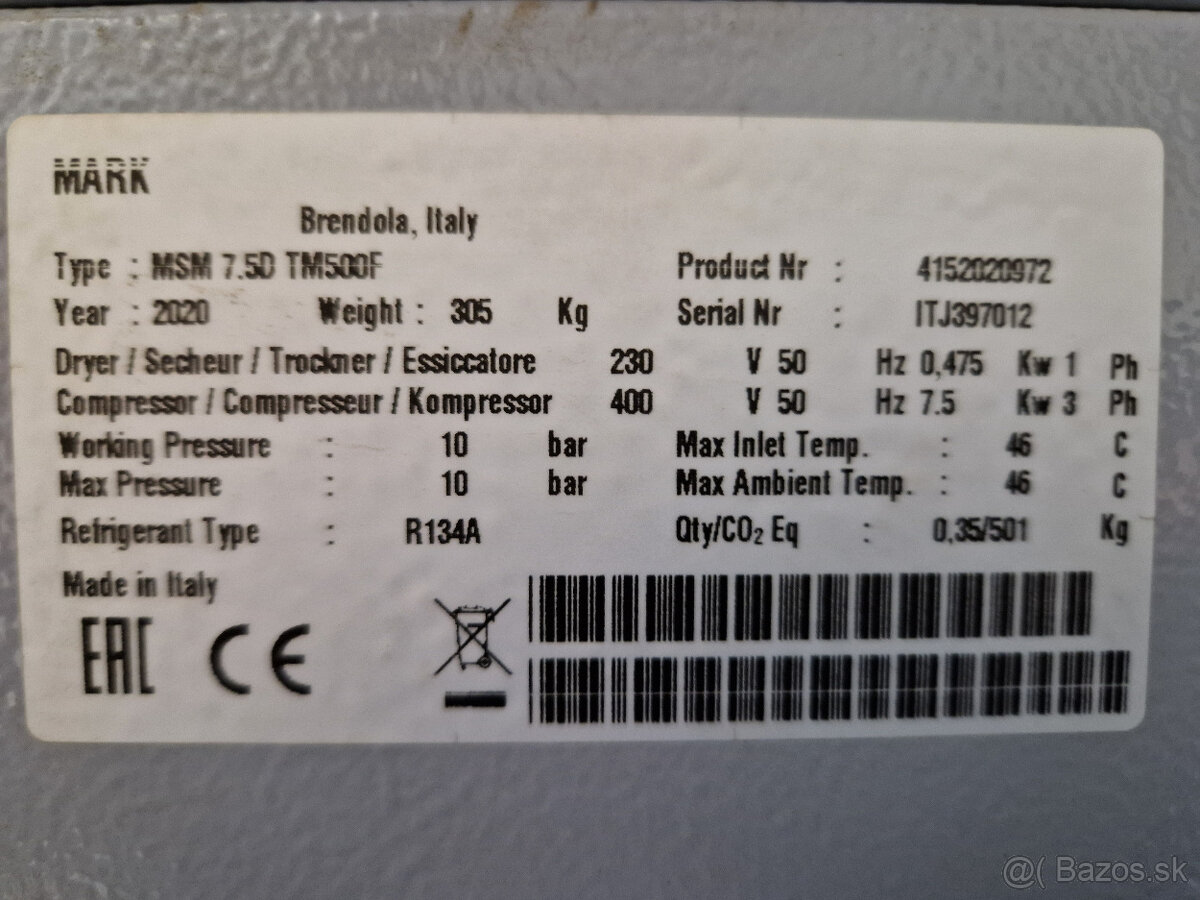 MARK
Brendola, Italy
Type : MSM 7.5D TM500F Product Nr : 4152020972
Year : 2020 Weight : 305 Kg Serial Nr : ITJ397012
Dryer / Secheur / Trockner / Essiccatore 230 V 50 Hz 0,475 Kw 1 Ph
Compressor / Compresseur / Kompressor 400 V 50 Hz 7.5 Kw 3 Ph
Working Pressure : 10 bar Max Inlet Temp. : 46 C
Max Pressure : 10 bar Max Ambient Temp. : 46 C
Refrigerant Type : R134A Qty/CO₂ Eq : 0,35/501 Kg
Made in Italy
EAC CE
@( Bazos.sk